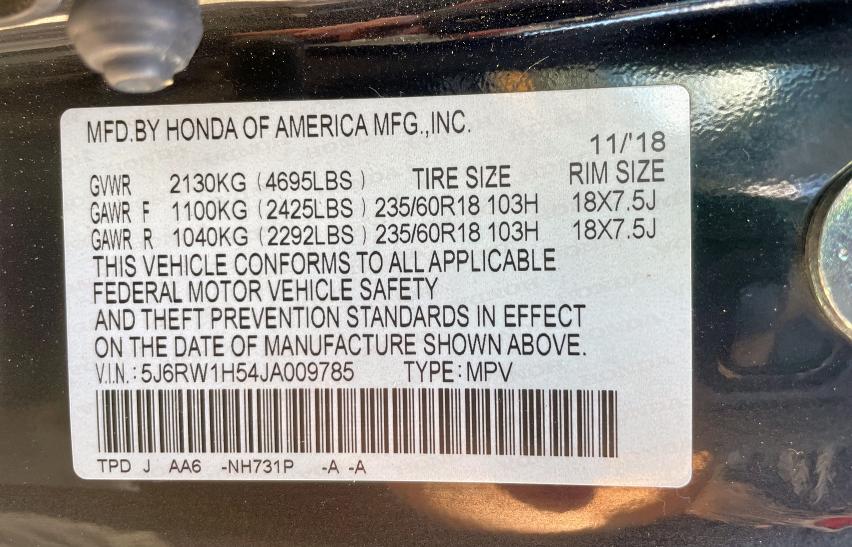 MFD.BY HONDA OF AMERICA MFG.,INC.
11/'18
GVWR 2130KG (4695LBS ) TIRE SIZE RIM SIZE
GAWR F 1100KG (2425LBS ) 235/60R18 103H 18X7.5J
GAWR R 1040KG (2292LBS ) 235/60R18 103H 18X7.5J
THIS VEHICLE CONFORMS TO ALL APPLICABLE
FEDERAL MOTOR VEHICLE SAFETY
AND THEFT PREVENTION STANDARDS IN EFFECT
ON THE DATE OF MANUFACTURE SHOWN ABOVE.
V.I.N.: 5J6RW1H54JA009785 TYPE: MPV
TPD J AA6 -NH731P -A -A